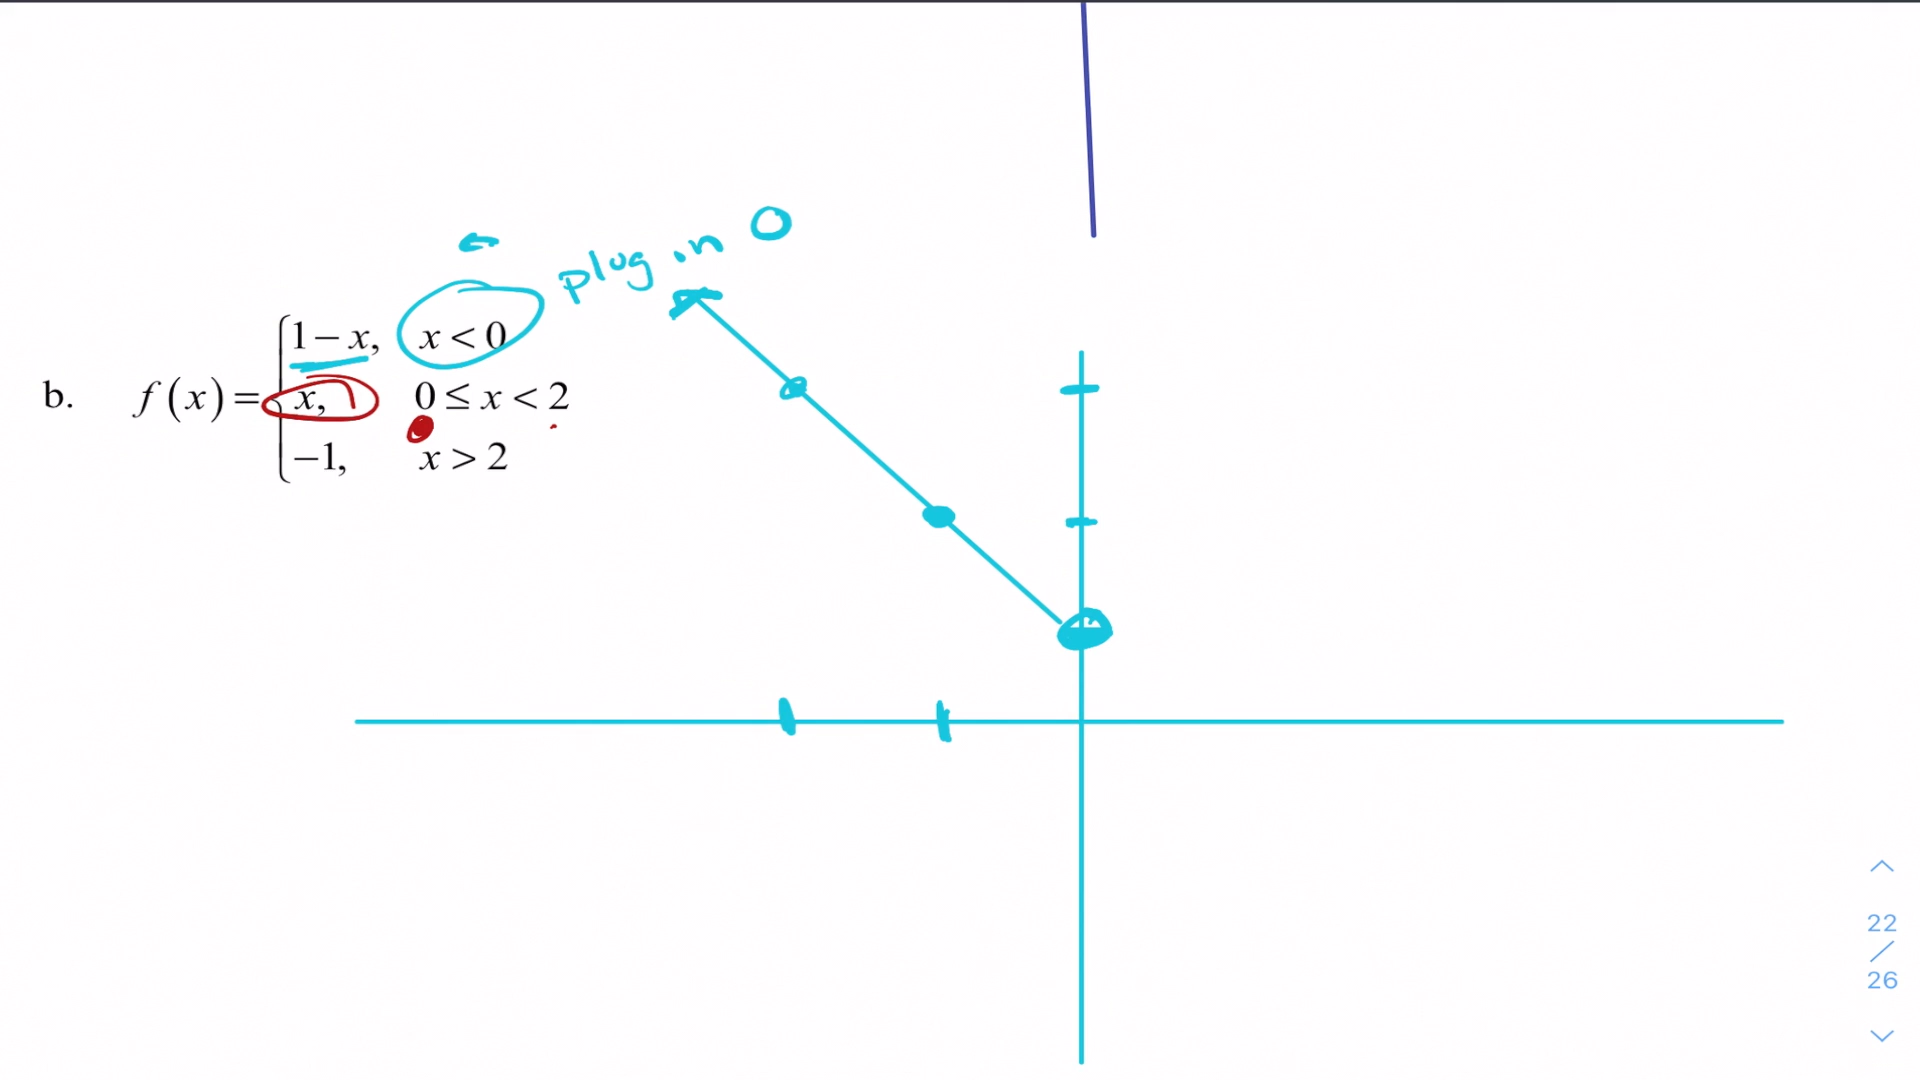 plug in 0
b. f(x) = { 1 − x, x < 0
x, 0 ≤ x < 2
−1, x > 2
22
/
26